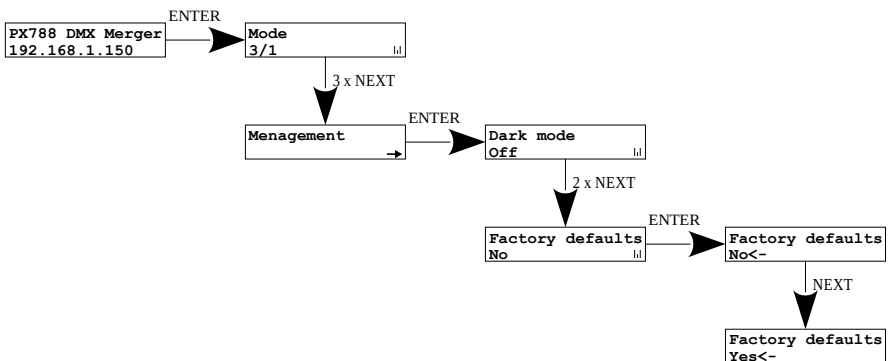 ENTER
PX788 DMX Merger
192.168.1.150
Mode
3/1
3 x NEXT
Menagement
ENTER
Dark mode
Off
2 x NEXT
Factory defaults
No
ENTER
Factory defaults
No<-
NEXT
Factory defaults
Yes<-